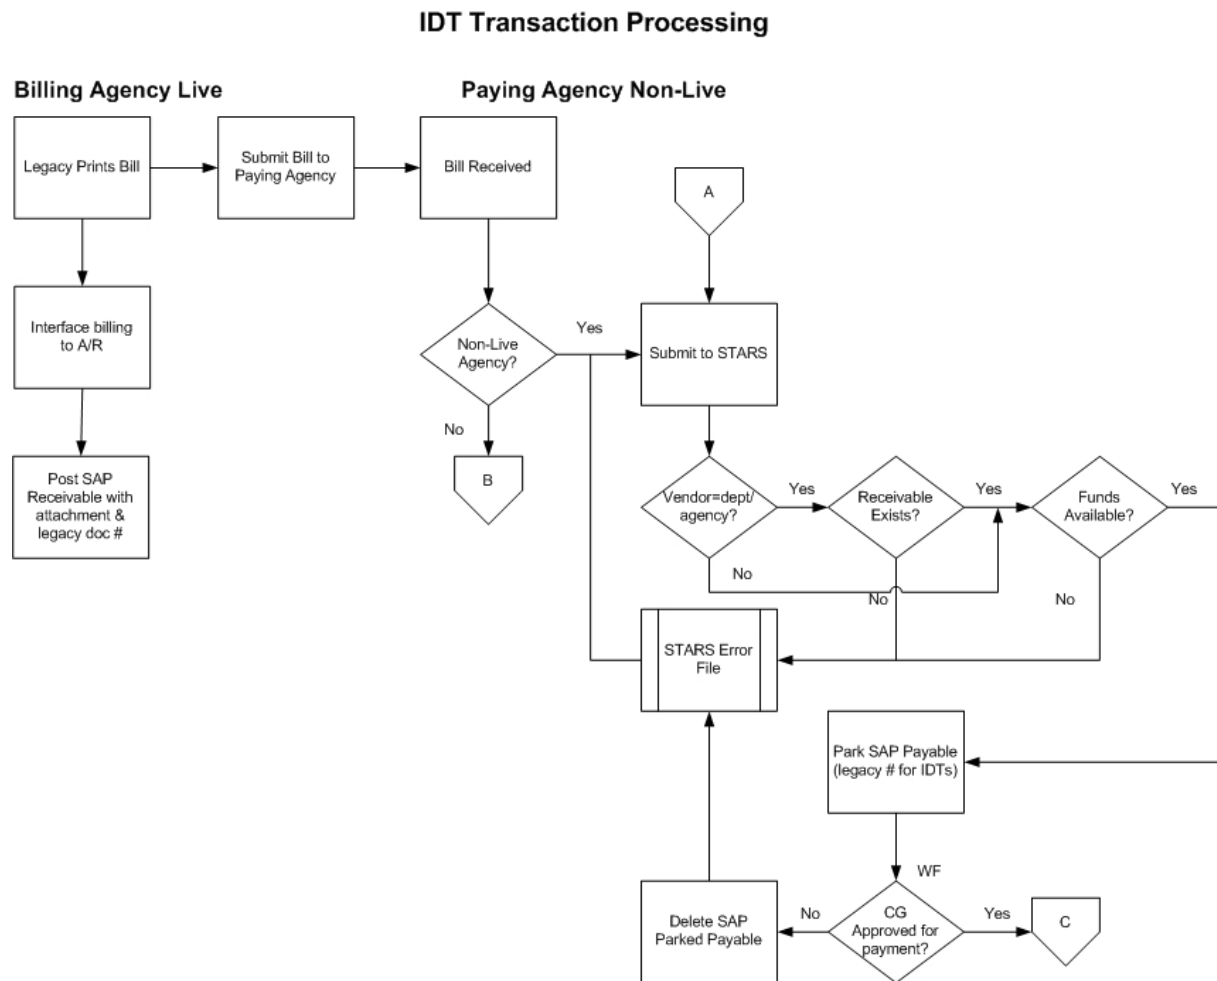 IDT Transaction Processing
Billing Agency Live
Paying Agency Non-Live
Legacy Prints Bill
Submit Bill to
Paying Agency
Bill Received
A
Interface billing
to A/R
Non-Live
Agency?
Yes
Submit to STARS
No
B
Post SAP
Receivable with
attachment &
legacy doc #
Vendor=dept/
agency?
Yes
Receivable
Exists?
Yes
Funds
Available?
Yes
No
No
No
STARS Error
File
Park SAP Payable
(legacy # for IDTs)
WF
Delete SAP
Parked Payable
No
CG
Approved for
payment?
Yes
C